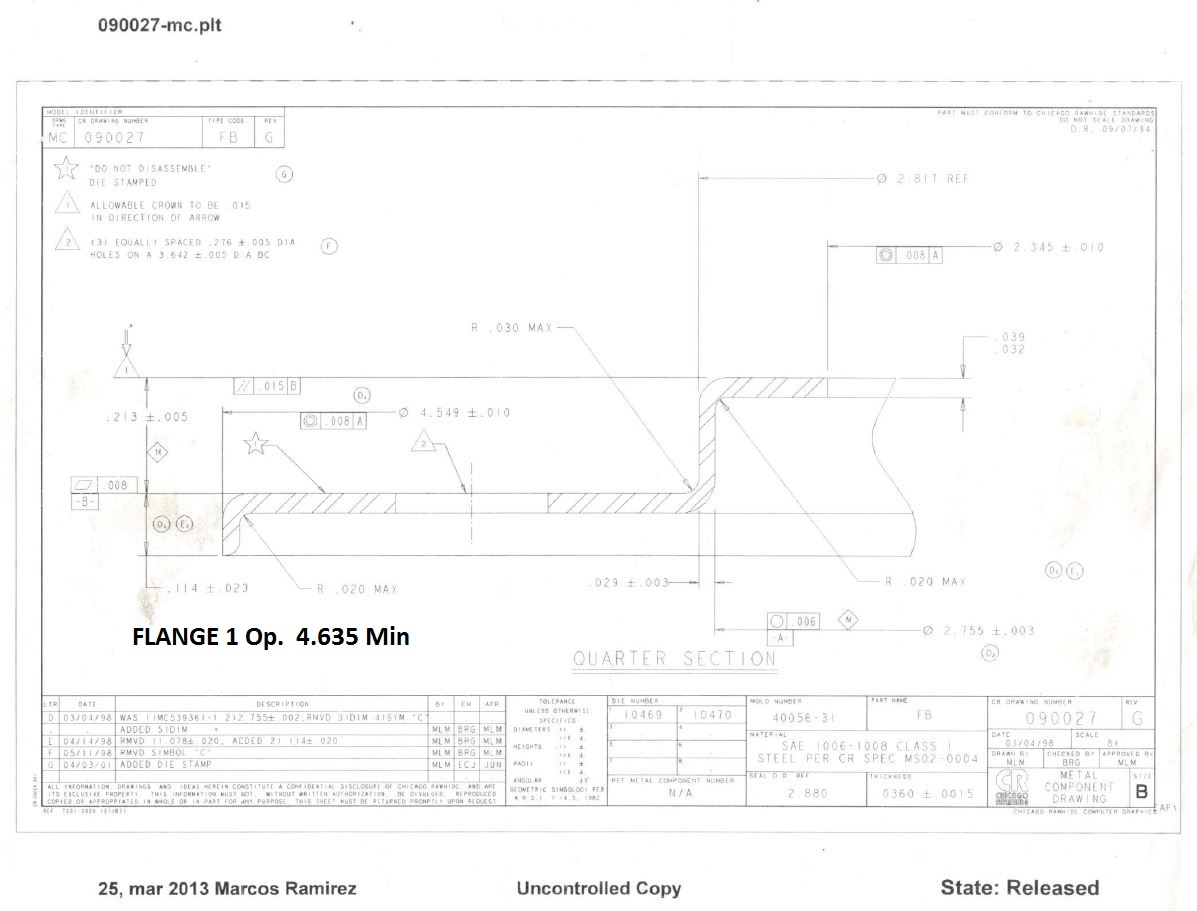 090027-mc.plt
MODEL IDENTIFIER
DRWG TYPE
CR DRAWING NUMBER
TYPE CODE
REV
MC
090027
FB
G
PART MUST CONFORM TO CHICAGO RAWHIDE STANDARDS
DO NOT SCALE DRAWING
D.R. 09/07/94
1
"DO NOT DISASSEMBLE"
DIE STAMPED
G
1
ALLOWABLE CROWN TO BE .015
IN DIRECTION OF ARROW
2
(3) EQUALLY SPACED .276 ±.005 DIA
HOLES ON A 3.642 ±.005 DIA BC
F
Ø 2.817 REF
Ø 2.345 ±.010
.008 A
R .030 MAX
.039
.032
1
.015 B
D
.213 ±.005
Ø 4.549 ±.010
.008 A
1
2
M
.008
-B-
D
E
.114 ±.020
R .020 MAX
.029 ±.003
R .020 MAX
D
E
.006
-A-
M
Ø 2.755 ±.003
D
FLANGE 1 Op. 4.635 Min
QUARTER SECTION
LTR DATE DESCRIPTION BY CH APR
D 03/04/98 WAS 1)MC539361-1 2)2.755±.002,RMVD 3)DIM 4)SYM "C"
ADDED 5)DIM MLM BRG MLM
E 04/14/98 RMVD 1).078±.020, ADDED 2).114±.020 MLM BRG MLM
F 05/11/98 RMVD SIMBOL "C" MLM BRG MLM
G 04/03/01 ADDED DIE STAMP MLM ECJ JUN
ALL INFORMATION, DRAWINGS AND IDEAS HEREIN CONSTITUTE A CONFIDENTIAL DISCLOSURE OF CHICAGO RAWHIDE, AND ARE
ITS EXCLUSIVE PROPERTY. THIS INFORMATION MUST NOT, WITHOUT WRITTEN AUTHORIZATION, BE DIVULGED, REPRODUCED,
COPIED OR APPROPRIATED IN WHOLE OR IN PART FOR ANY PURPOSE. THIS SHEET MUST BE RETURNED PROMPTLY UPON REQUEST
TOLERANCE
UNLESS OTHERWISE
SPECIFIED
DIAMETERS .XX ±
.XXX ±
HEIGHTS .XX ±
.XXX ±
RADII .XX ±
.XXX ±
ANGULAR ±3°
GEOMETRIC SYMBOLOGY PER
DIE NUMBER
1 10469
2 10470
3
4
5
6
7
8
REF METAL COMPONENT NUMBER
N/A
MOLD NUMBER
40056-31
PART NAME
FB
MATERIAL
SAE 1006-1008 CLASS 1
STEEL PER CR SPEC MS02-0004
SEAL O.D. REF
2.880
THICKNESS
.0360 ±.0015
CR DRAWING NUMBER
090027
REV
G
DATE
03/04/98
SCALE
8X
DRAWN BY
MLM
CHECKED BY
BRG
APPROVED BY
MLM
CR
CHICAGO
RAWHIDE
METAL
COMPONENT
DRAWING
SIZE
B
CHICAGO RAWHIDE COMPUTER GRAPHICS
25, mar 2013 Marcos Ramirez
Uncontrolled Copy
State: Released